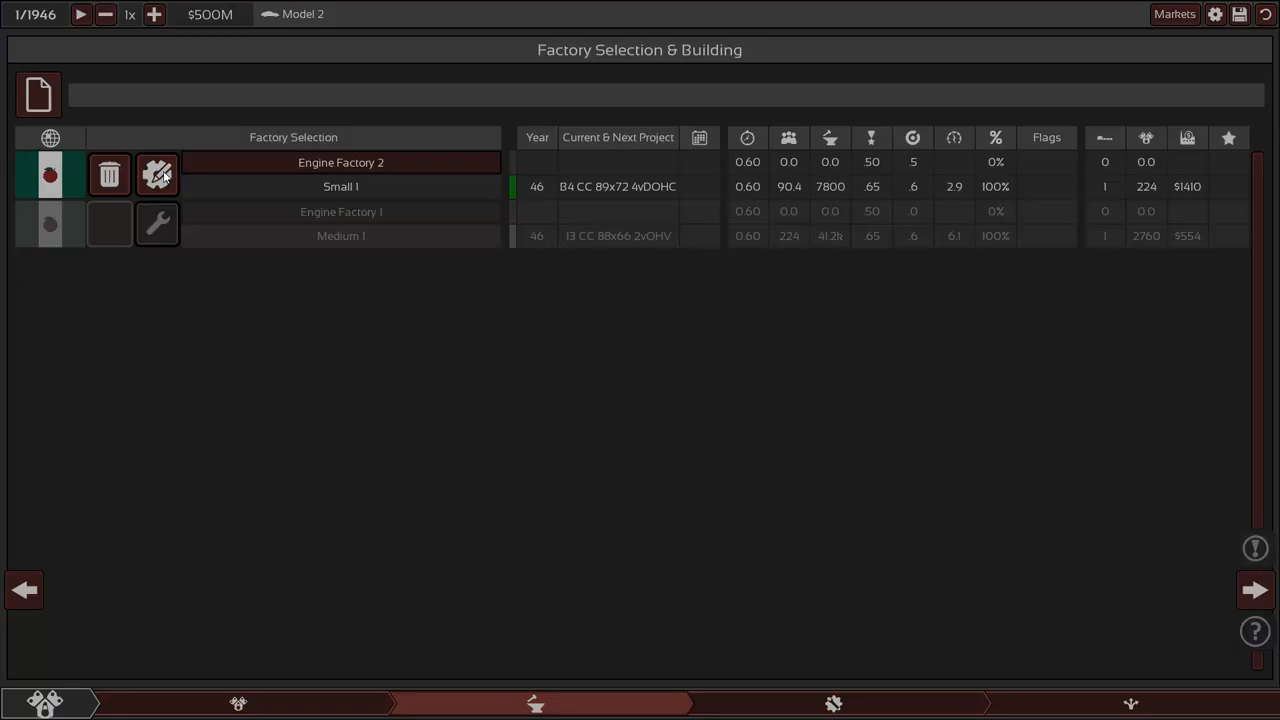 1/1946 1x $500M Model 2 Markets
Factory Selection & Building
Factory Selection Year Current & Next Project % Flags
Engine Factory 2 0.60 0.0 0.0 .50 5 0% 0 0.0
Small 1 46 B4 CC 89x72 4vDOHC 0.60 90.4 7800 .65 .6 2.9 100% 1 224 $1410
Engine Factory 1 0.60 0.0 0.0 .50 .0 0% 0 0.0
Medium 1 46 I3 CC 88x66 2vOHV 0.60 224 41.2k .65 .6 6.1 100% 1 2760 $554